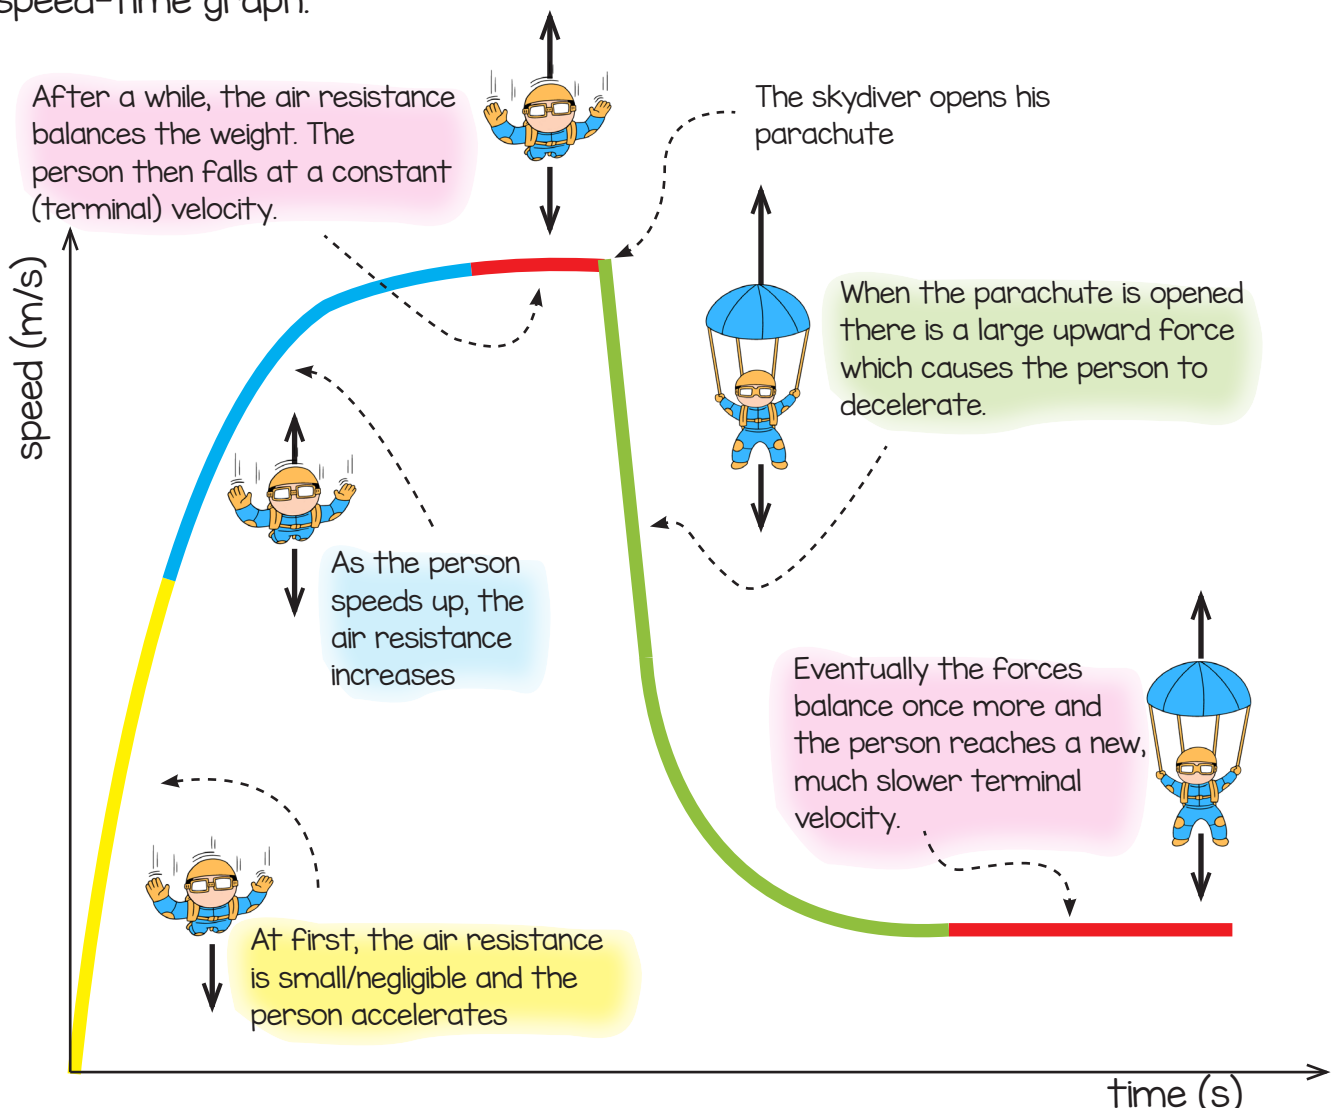 speed-time graph.
After a while, the air resistance
balances the weight. The
person then falls at a constant
(terminal) velocity.
The skydiver opens his
parachute
speed (m/s)
When the parachute is opened
there is a large upward force
which causes the person to
decelerate.
As the person
speeds up, the
air resistance
increases
Eventually the forces
balance once more and
the person reaches a new,
much slower terminal
velocity.
At first, the air resistance
is small/negligible and the
person accelerates
time (s)